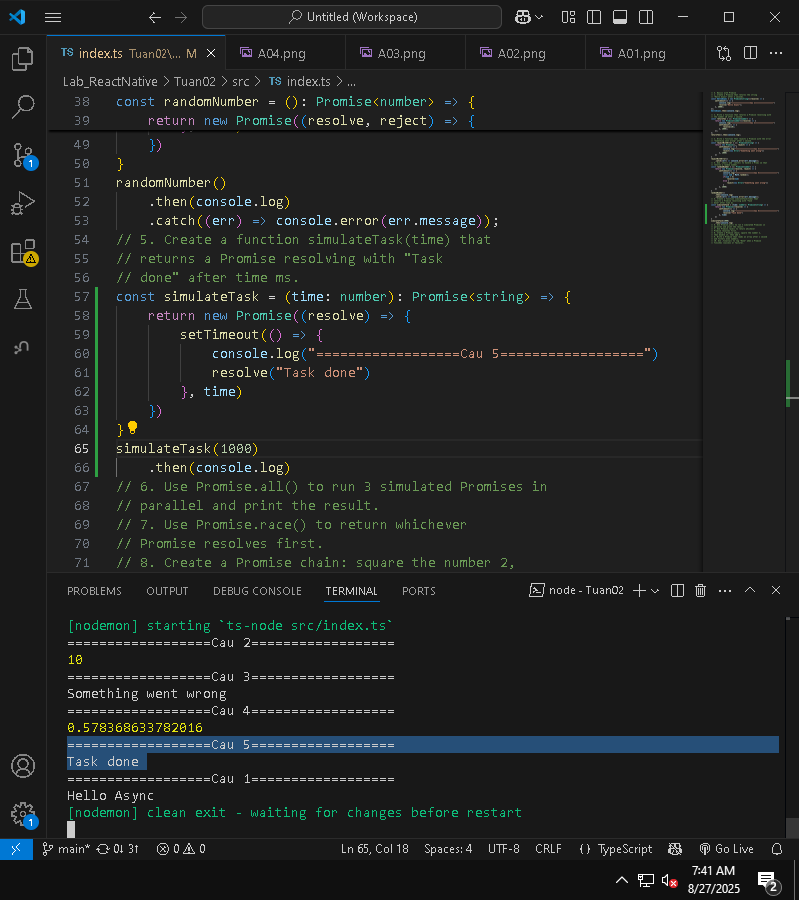 Untitled (Workspace)
TS index.ts Tuan02\... M
A04.png
A03.png
A02.png
A01.png
Lab_ReactNative > Tuan02 > src > TS index.ts > ...
38 const randomNumber = (): Promise<number> => {
39 return new Promise((resolve, reject) => {
49 })
50 }
51 randomNumber()
52 .then(console.log)
53 .catch((err) => console.error(err.message));
54 // 5. Create a function simulateTask(time) that
55 // returns a Promise resolving with "Task
56 // done" after time ms.
57 const simulateTask = (time: number): Promise<string> => {
58 return new Promise((resolve) => {
59 setTimeout(() => {
60 console.log("==================Cau 5==================")
61 resolve("Task done")
62 }, time)
63 })
64 }
65 simulateTask(1000)
66 .then(console.log)
67 // 6. Use Promise.all() to run 3 simulated Promises in
68 // parallel and print the result.
69 // 7. Use Promise.race() to return whichever
70 // Promise resolves first.
71 // 8. Create a Promise chain: square the number 2,
PROBLEMS OUTPUT DEBUG CONSOLE TERMINAL PORTS
node - Tuan02
[nodemon] starting `ts-node src/index.ts`
==================Cau 2==================
10
==================Cau 3==================
Something went wrong
==================Cau 4==================
0.578368633782016
==================Cau 5==================
Task done
==================Cau 1==================
Hello Async
[nodemon] clean exit - waiting for changes before restart
1
1
main* 0↓ 3↑ 0 0 Ln 65, Col 18 Spaces: 4 UTF-8 CRLF {} TypeScript Go Live
7:41 AM
8/27/2025
2